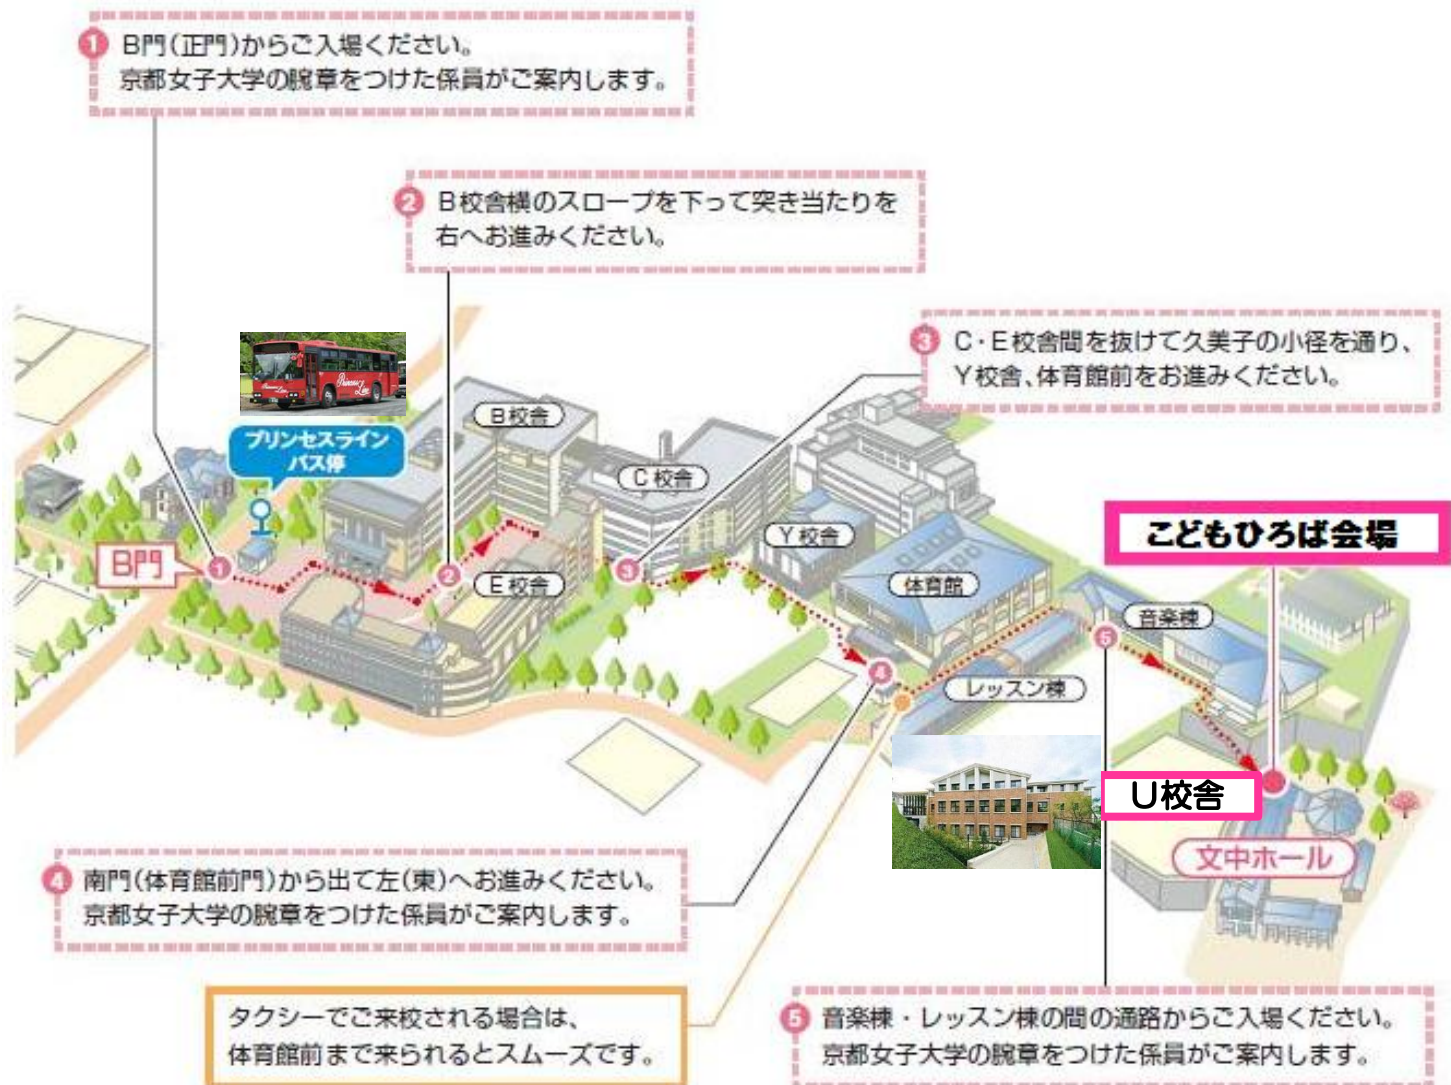 1 B門(正門)からご入場ください。
京都女子大学の腕章をつけた係員がご案内します。
2 B校舎横のスロープを下って突き当たりを
右へお進みください。
3 C・E校舎間を抜けて久美子の小径を通り、
Y校舎、体育館前をお進みください。
Princess Line
プリンセスライン
バス停
B校舎
C校舎
Y校舎
こどもひろば会場
B門
1
2
E校舎
3
体育館
音楽棟
5
4
レッスン棟
U校舎
文中ホール
4 南門(体育館前門)から出て左(東)へお進みください。
京都女子大学の腕章をつけた係員がご案内します。
タクシーでご来校される場合は、
体育館前まで来られるとスムーズです。
5 音楽棟・レッスン棟の間の通路からご入場ください。
京都女子大学の腕章をつけた係員がご案内します。